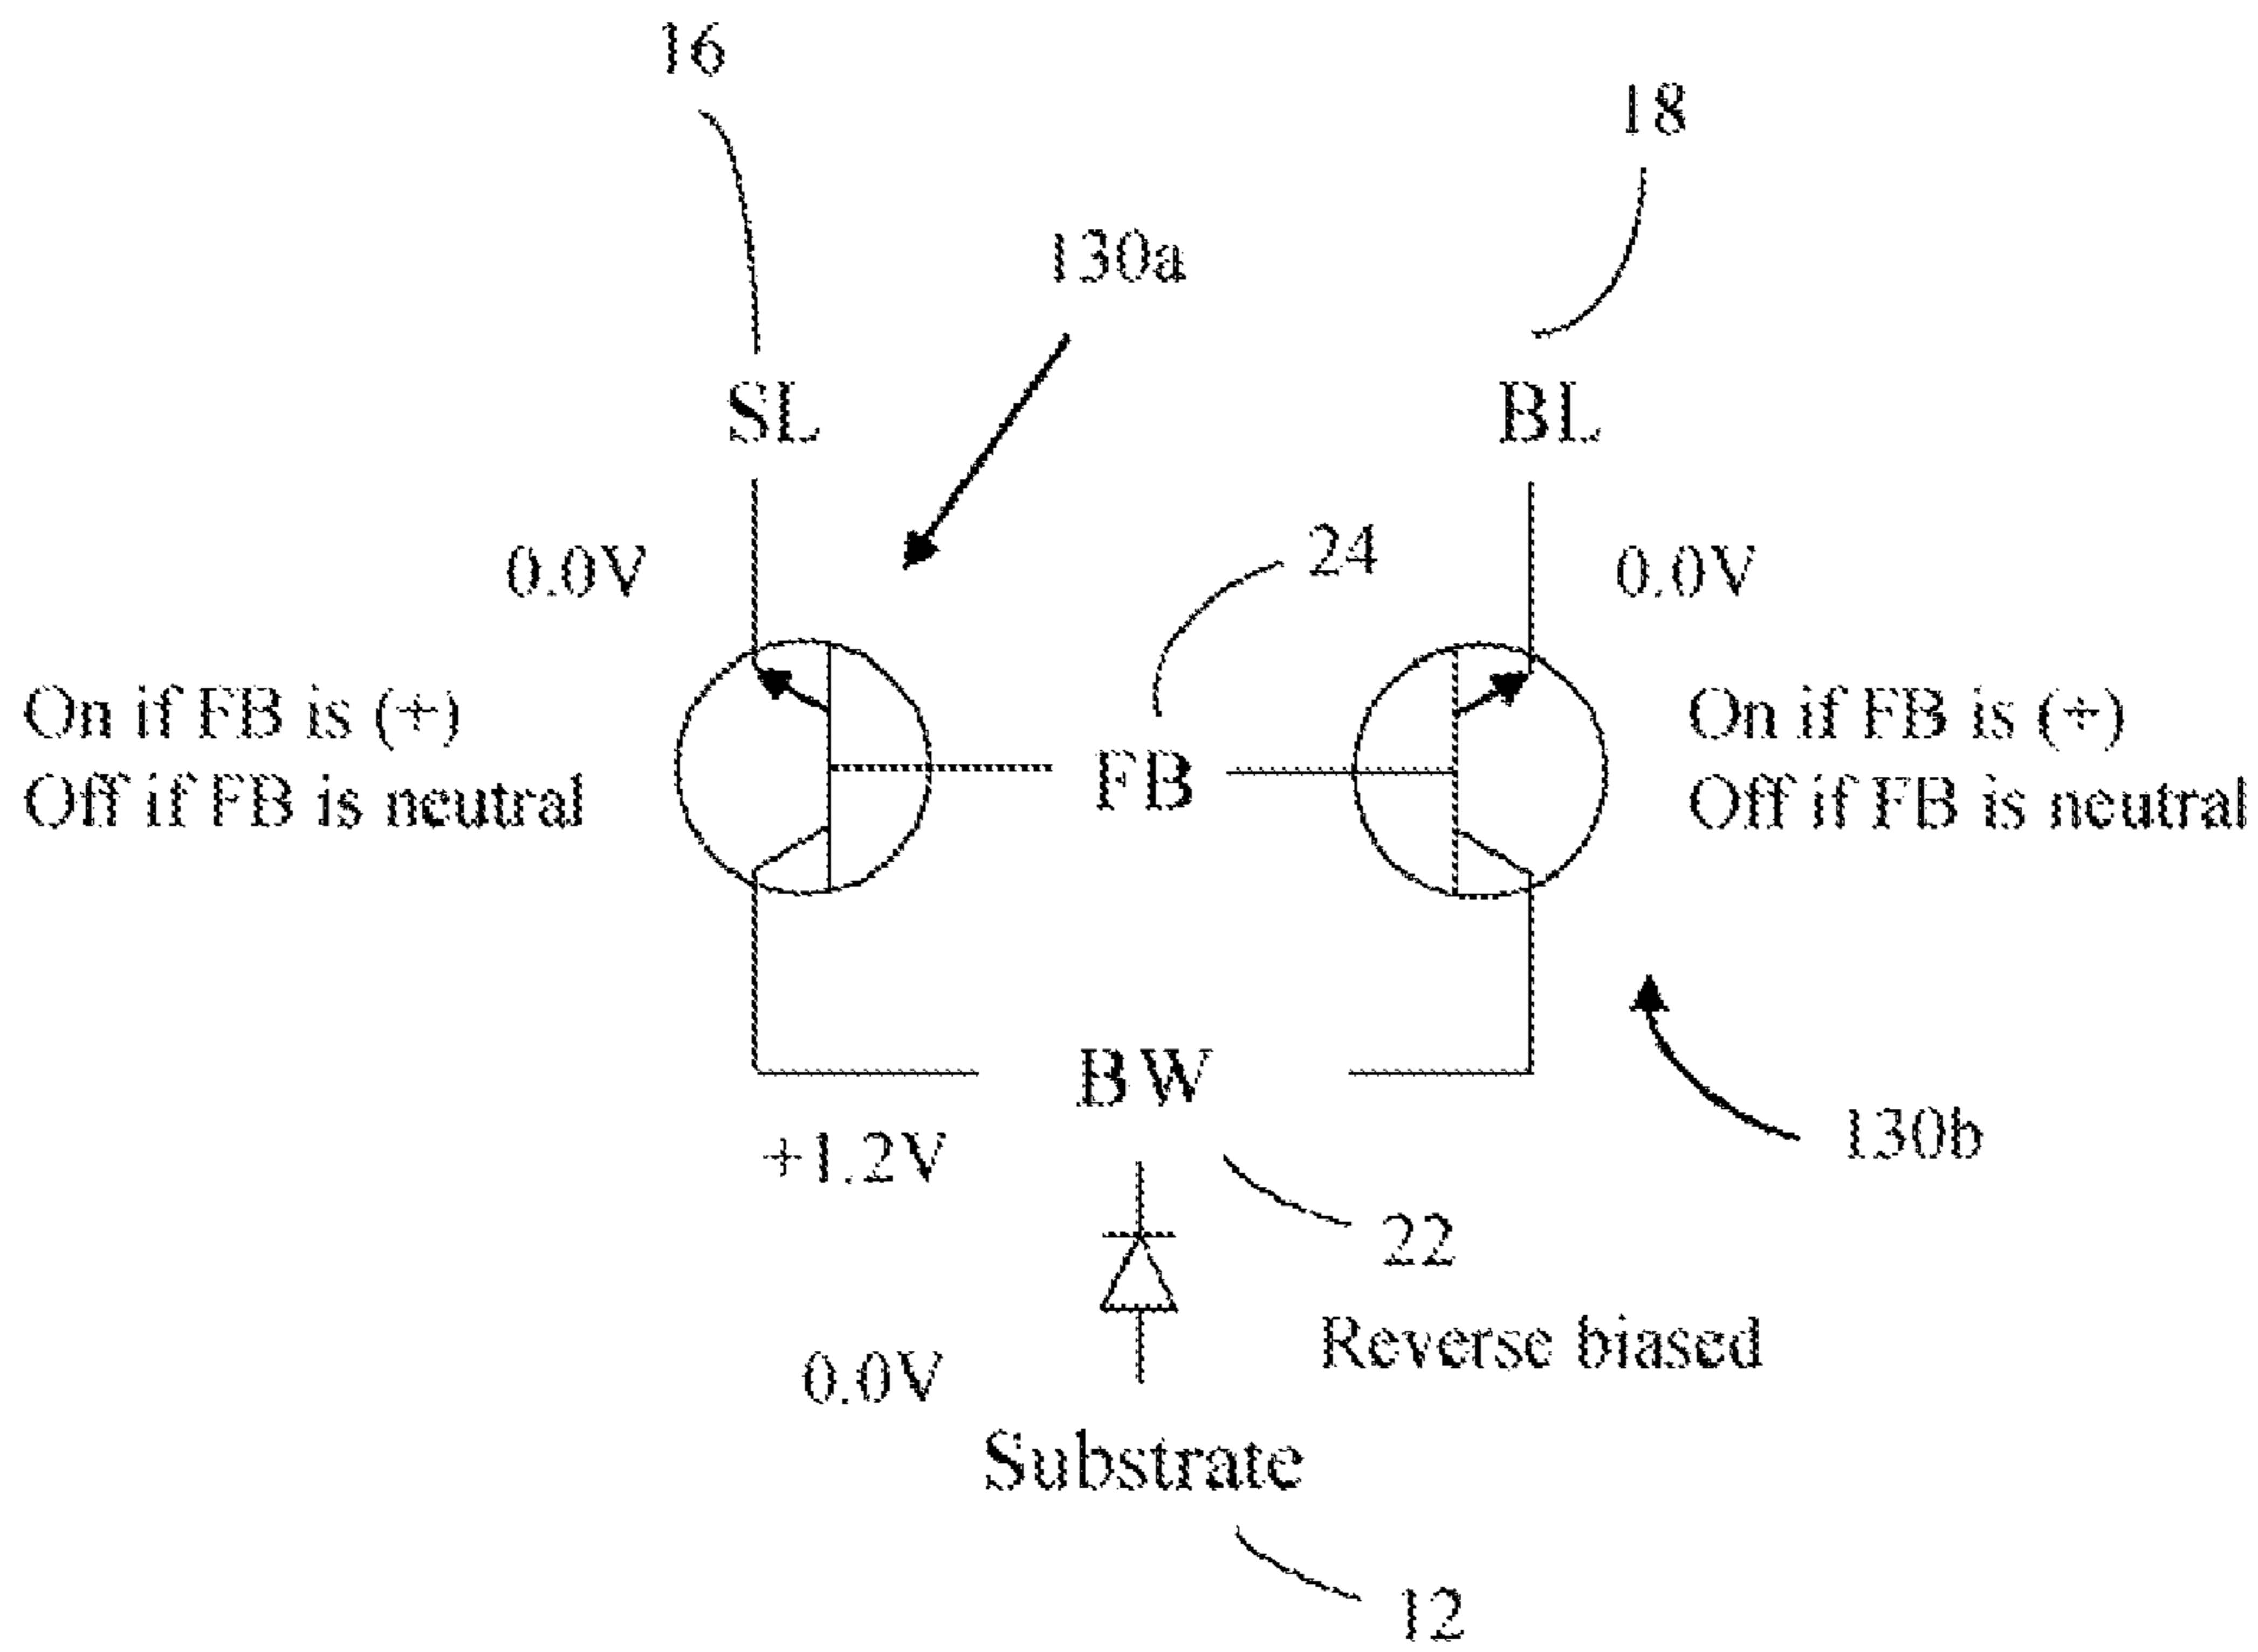 16
18
130a
SL
BL
0.0V
24
0.0V
On if FB is (+)
Off if FB is neutral
FB
On if FB is (+)
Off if FB is neutral
BW
+1.2V
130b
22
Reverse biased
0.0V
Substrate
12